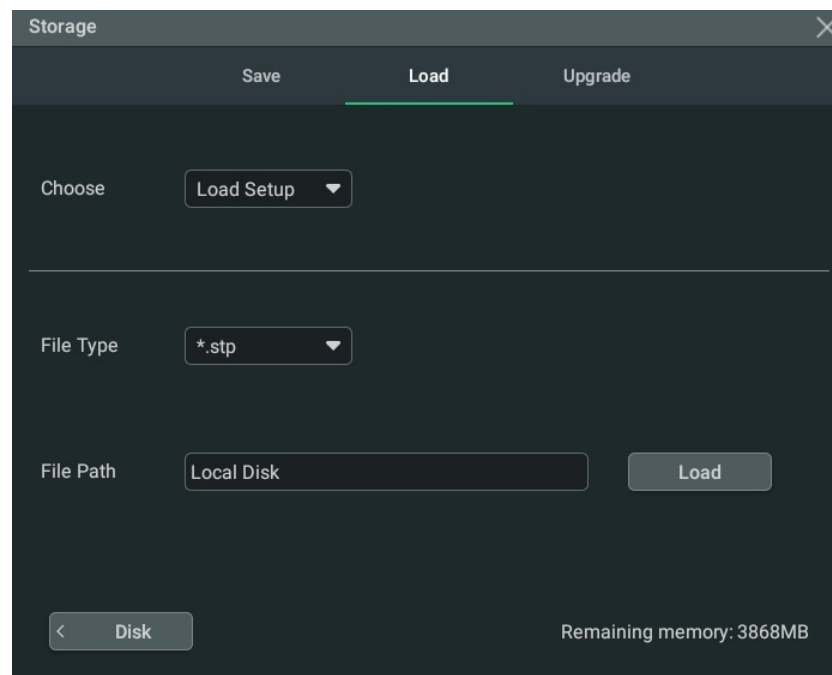 Storage
Save Load Upgrade
Choose Load Setup
File Type *.stp
File Path Local Disk Load
Disk Remaining memory: 3868MB